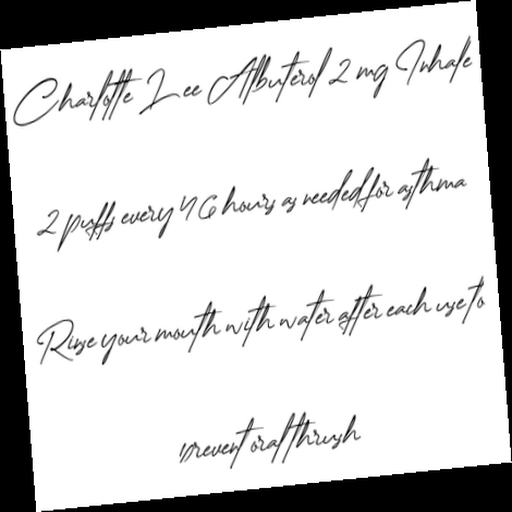 Charlotte Lee Albuterol 2 mg Inhale
2 puffs every 4 6 hours as needed for asthma
Rinse your mouth with water after each use to
prevent oral thrush